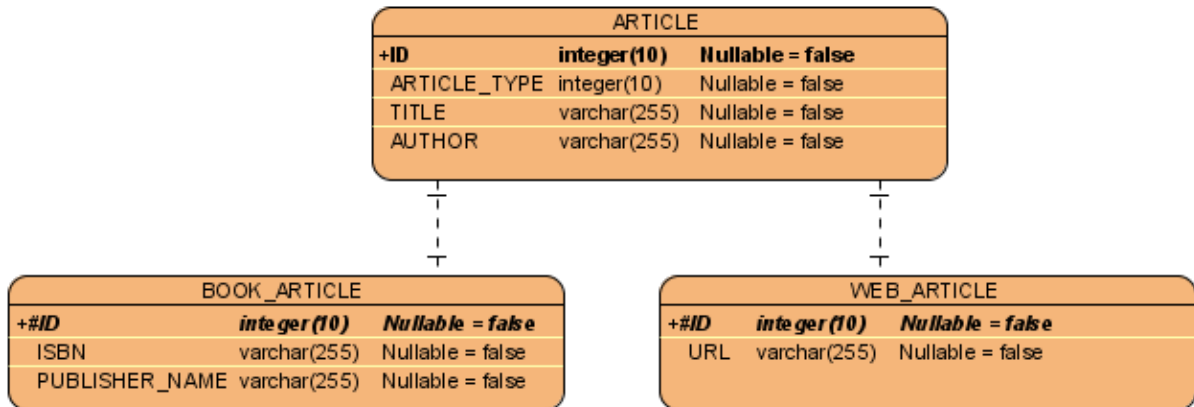 ARTICLE
+ID integer(10) Nullable = false
ARTICLE_TYPE integer(10) Nullable = false
TITLE varchar(255) Nullable = false
AUTHOR varchar(255) Nullable = false
BOOK_ARTICLE
+#ID integer(10) Nullable = false
ISBN varchar(255) Nullable = false
PUBLISHER_NAME varchar(255) Nullable = false
WEB_ARTICLE
+#ID integer(10) Nullable = false
URL varchar(255) Nullable = false